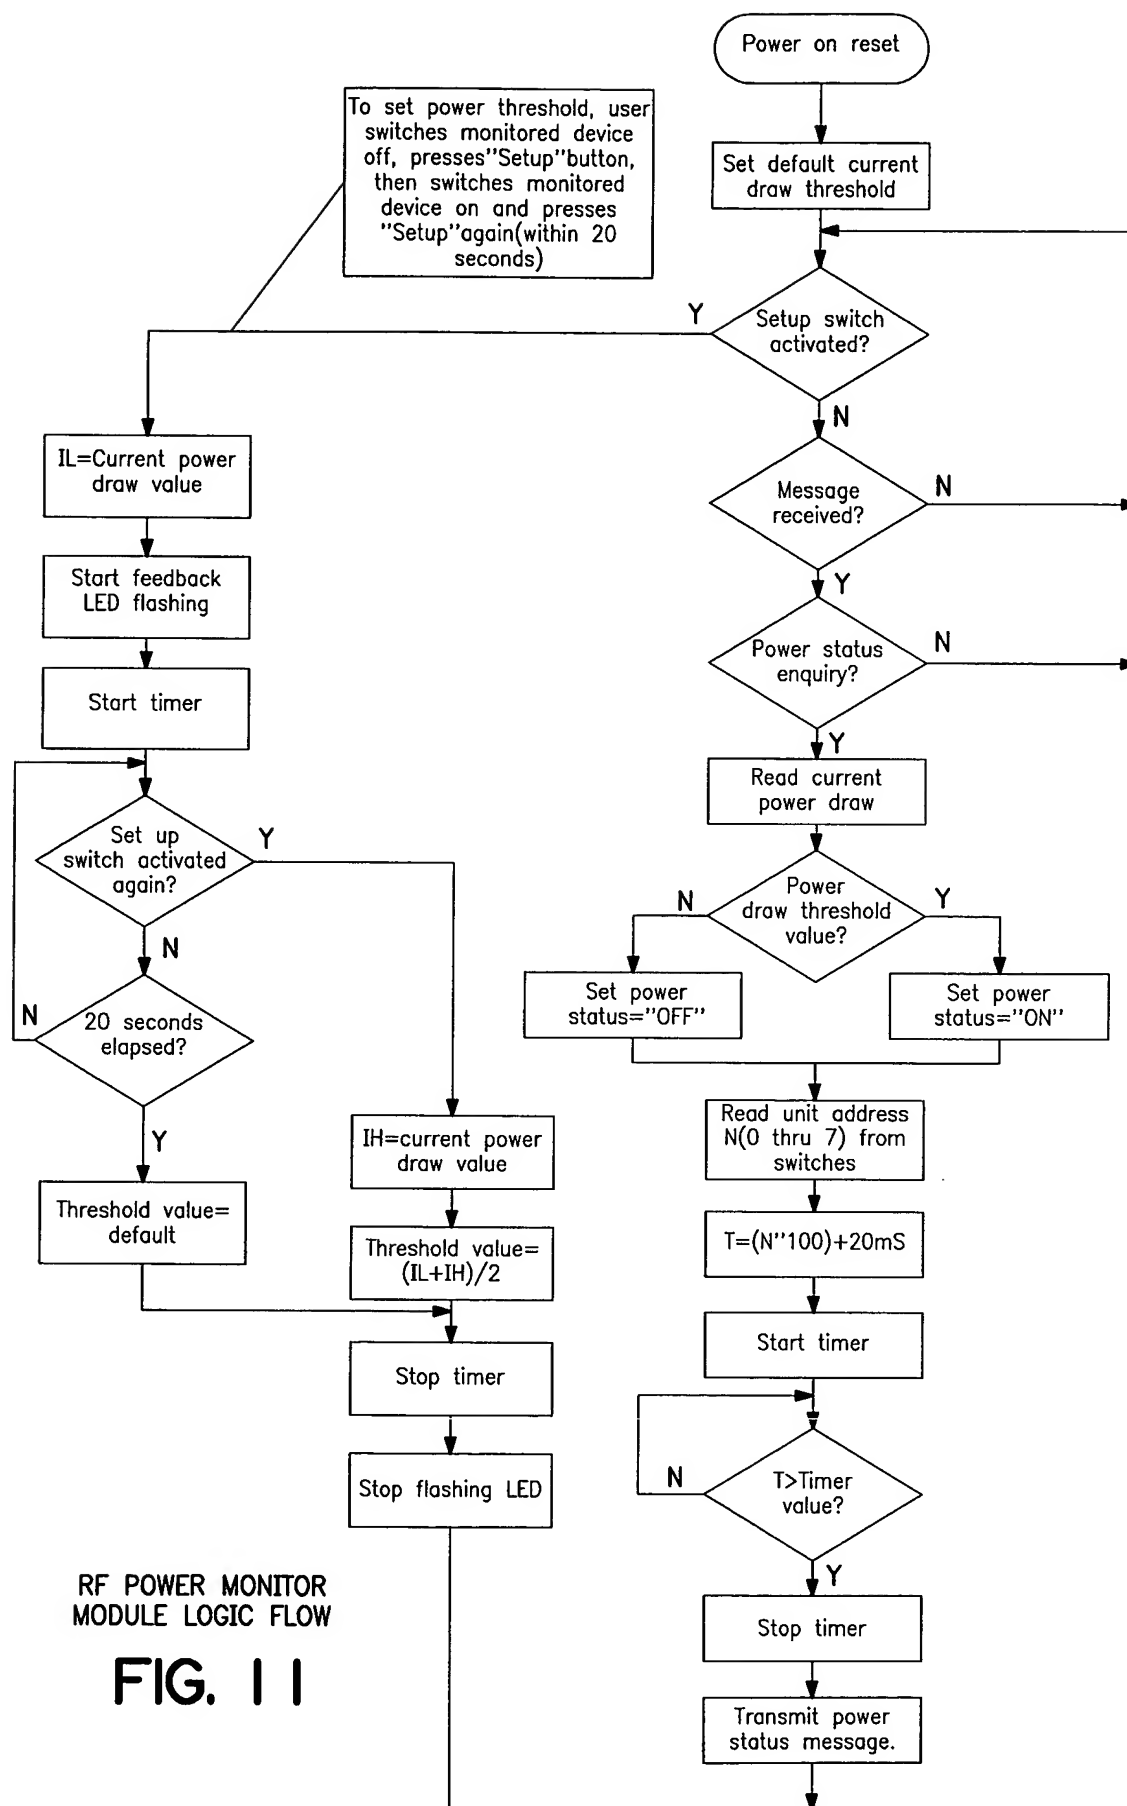 Power on reset
To set power threshold, user
switches monitored device
off, presses"Setup"button,
then switches monitored
device on and presses
"Setup"again(within 20
seconds)
Set default current
draw threshold
Setup switch
activated?
Y
N
IL=Current power
draw value
Message
received?
N
Y
Start feedback
LED flashing
Power status
enquiry?
N
Y
Start timer
Read current
power draw
Set up
switch activated
again?
Y
N
Power
draw threshold
value?
N
Y
Set power
status="OFF"
Set power
status="ON"
20 seconds
elapsed?
N
Y
Read unit address
N(0 thru 7) from
switches
IH=current power
draw value
Threshold value=
default
Threshold value=
(IL+IH)/2
T=(N"100)+20mS
Start timer
Stop timer
T>Timer
value?
N
Y
Stop flashing LED
Stop timer
Transmit power
status message.
RF POWER MONITOR
MODULE LOGIC FLOW
FIG. 11